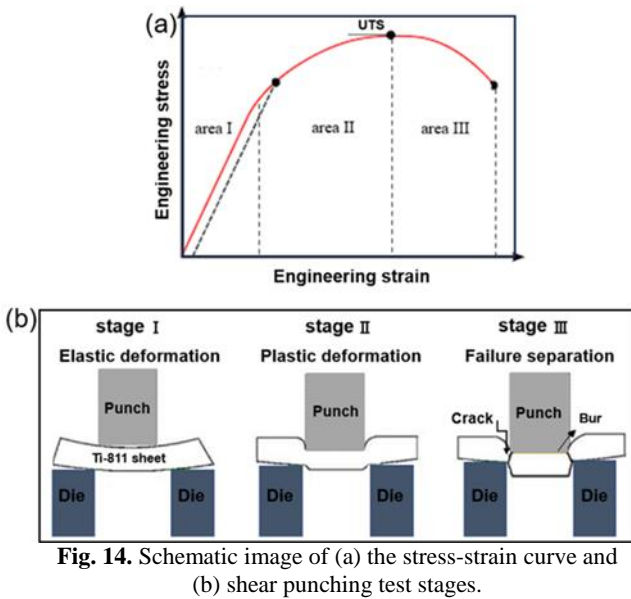 (a)
UTS
Engineering stress
area I
area II
area III
Engineering strain
(b)
stage I
stage II
stage III
Elastic deformation
Plastic deformation
Failure separation
Punch
Punch
Punch
Crack
Bur
Ti-811 sheet
Die
Die
Die
Die
Die
Die
Fig. 14. Schematic image of (a) the stress-strain curve and
(b) shear punching test stages.